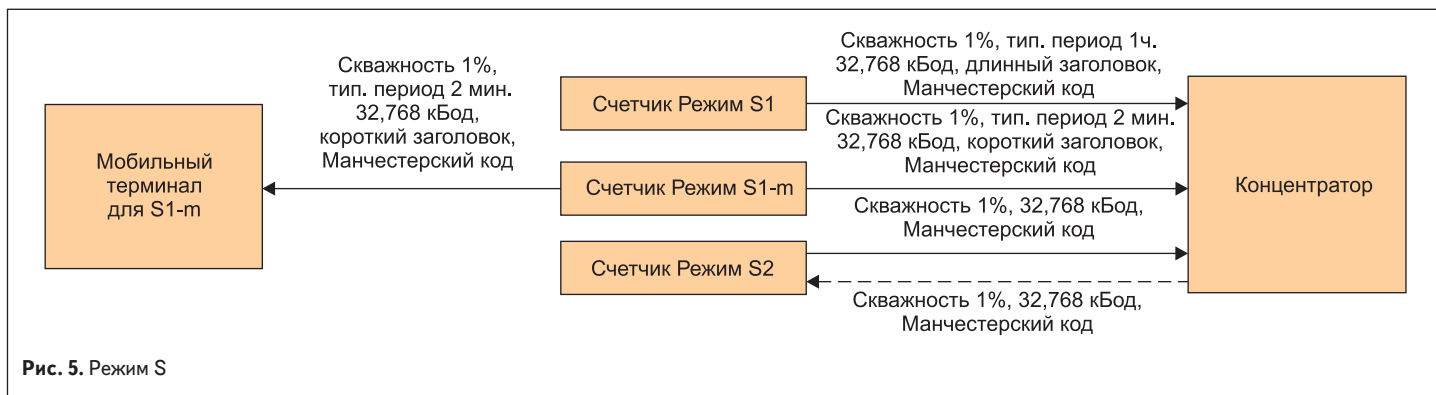 Скважность 1%,
тип. период 2 мин.
32,768 кБод,
короткий заголовок,
Манчестерский код
Мобильный
терминал
для S1-m
Счетчик Режим S1
Счетчик Режим S1-m
Счетчик Режим S2
Скважность 1%, тип. период 1ч.
32,768 кБод, длинный заголовок,
Манчестерский код
Скважность 1%, тип. период 2 мин.
32,768 кБод, короткий заголовок,
Манчестерский код
Скважность 1%, 32,768 кБод,
Манчестерский код
Скважность 1%, 32,768 кБод,
Манчестерский код
Концентратор
Рис. 5. Режим S